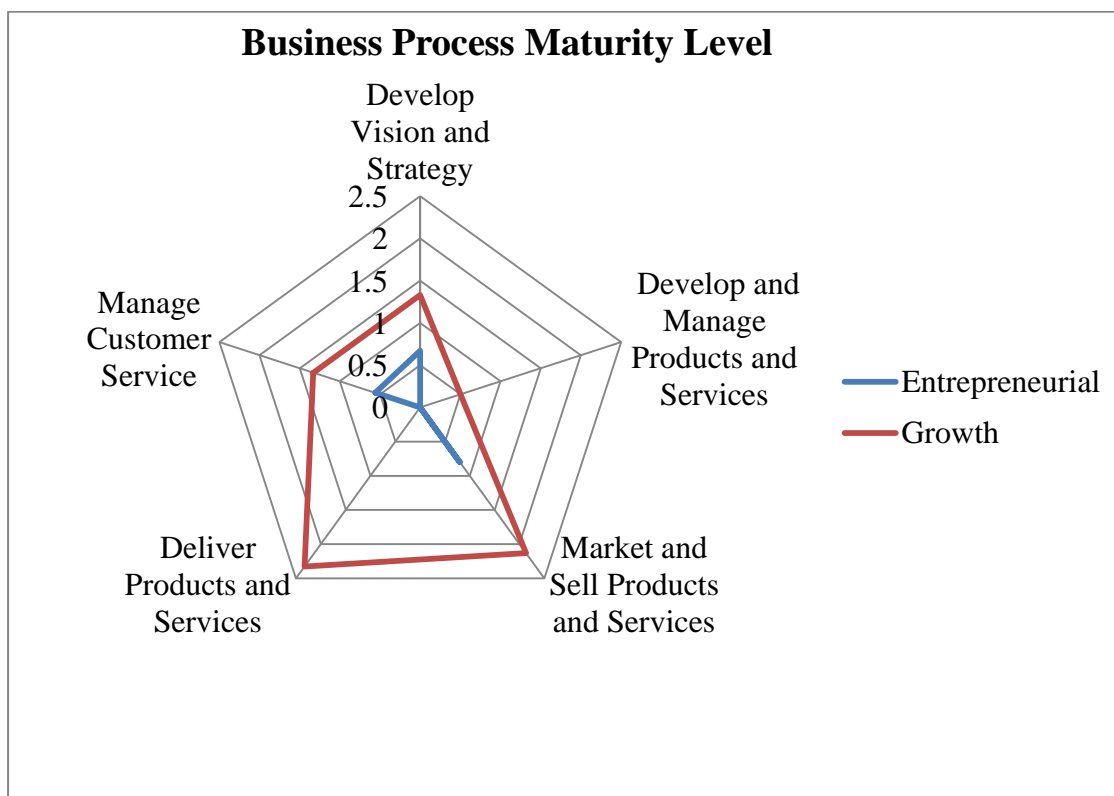 Business Process Maturity Level
Develop
Vision and
Strategy
2.5
2
1.5
1
0.5
0
Develop and
Manage
Products and
Services
Market and
Sell Products
and Services
Deliver
Products and
Services
Manage
Customer
Service
Entrepreneurial
Growth